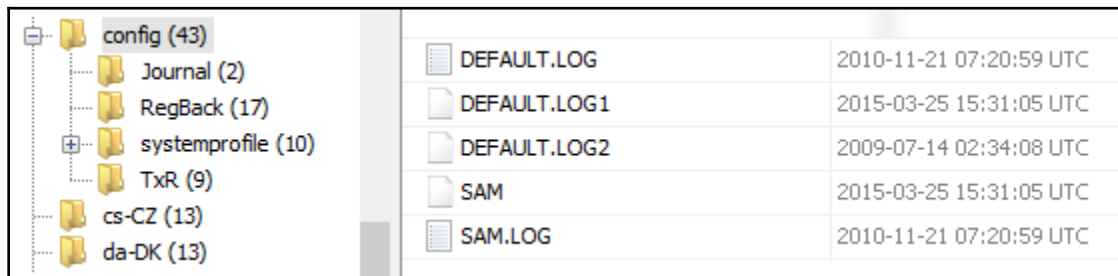 config (43)
Journal (2)
RegBack (17)
systemprofile (10)
TxR (9)
cs-CZ (13)
da-DK (13)
DEFAULT.LOG 2010-11-21 07:20:59 UTC
DEFAULT.LOG1 2015-03-25 15:31:05 UTC
DEFAULT.LOG2 2009-07-14 02:34:08 UTC
SAM 2015-03-25 15:31:05 UTC
SAM.LOG 2010-11-21 07:20:59 UTC